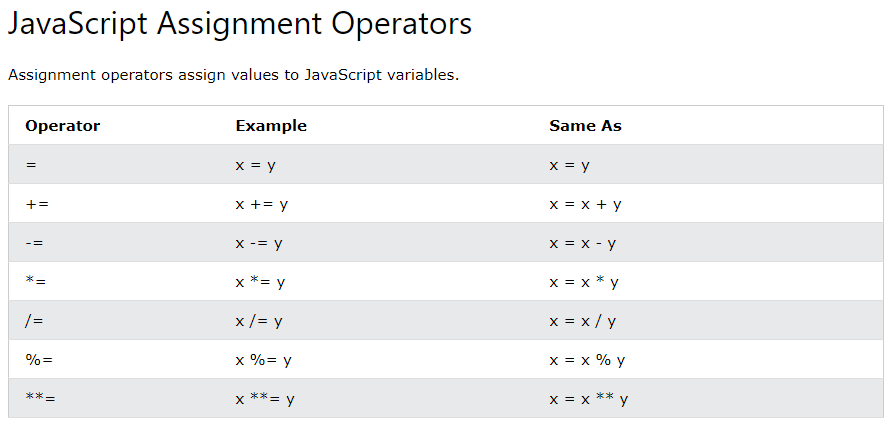 JavaScript Assignment Operators
Assignment operators assign values to JavaScript variables.
Operator Example Same As
= x = y x = y
+= x += y x = x + y
-= x -= y x = x - y
*= x *= y x = x * y
/= x /= y x = x / y
%= x %= y x = x % y
**= x **= y x = x ** y